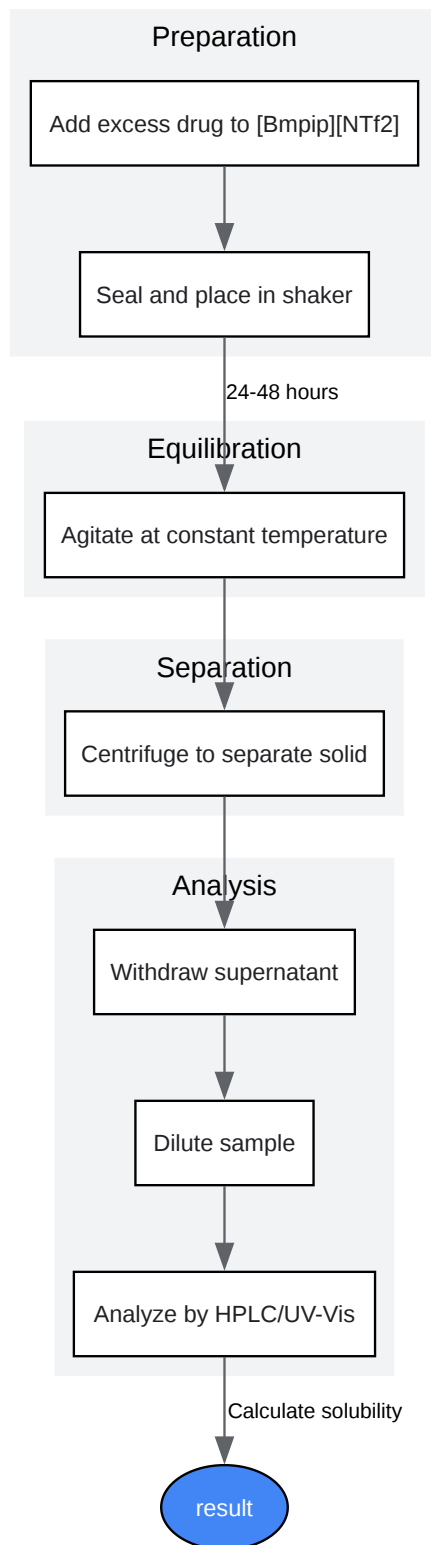 Preparation
Add excess drug to [Bmpip][NTf2]
Seal and place in shaker
24-48 hours
Equilibration
Agitate at constant temperature
Separation
Centrifuge to separate solid
Analysis
Withdraw supernatant
Dilute sample
Analyze by HPLC/UV-Vis
Calculate solubility
result